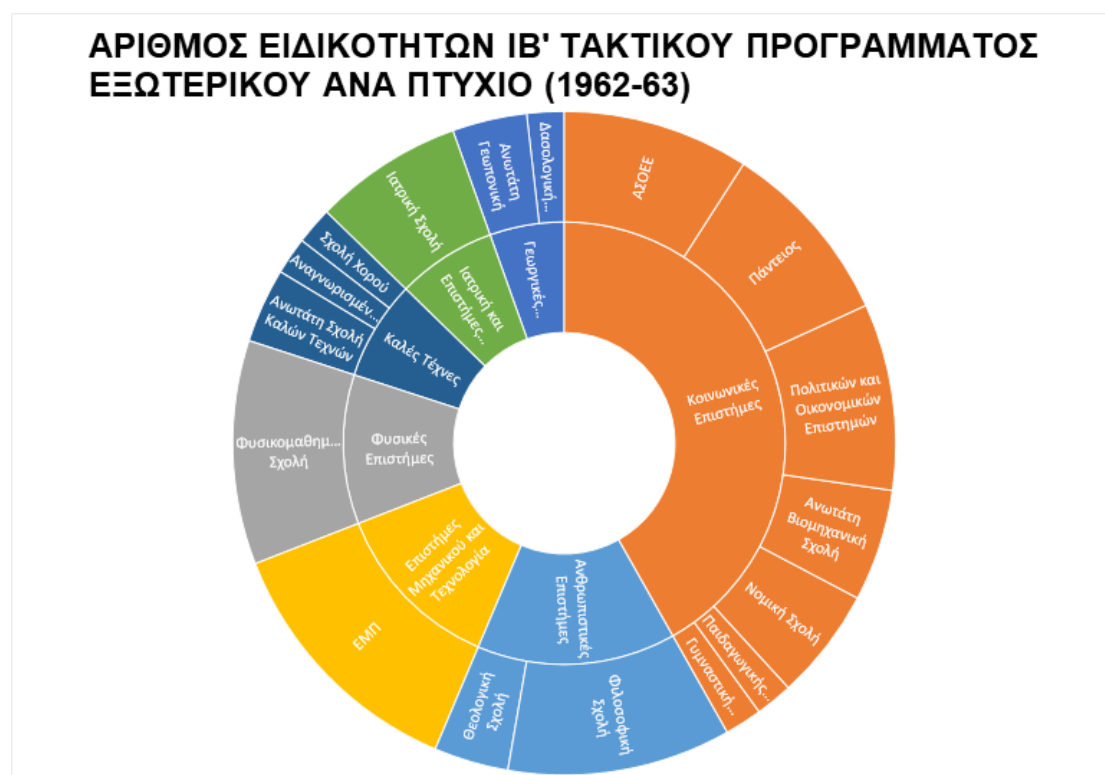 ΑΡΙΘΜΟΣ ΕΙΔΙΚΟΤΗΤΩΝ ΙΒ' ΤΑΚΤΙΚΟΥ ΠΡΟΓΡΑΜΜΑΤΟΣ
ΕΞΩΤΕΡΙΚΟΥ ΑΝΑ ΠΤΥΧΙΟ (1962-63)
ΑΣΟΕΕ
Πάντειος
Πολιτικών και
Οικονομικών
Επιστημών
Ανωτάτη
Βιομηχανική
Σχολή
Νομική Σχολή
Παιδαγωγικής...
Γυμναστική...
Κοινωνικές
Επιστήμες
Φιλοσοφική
Σχολή
Θεολογική
Σχολή
Ανθρωπιστικές
Επιστήμες
ΕΜΠ
Επιστήμες
Μηχανικού και
Τεχνολογία
Φυσικομαθημ...
Σχολή
Φυσικές
Επιστήμες
Ανωτάτη Σχολή
Καλών Τεχνών
Αναγνωρισμέν...
Σχολή Χορού
Καλές Τέχνες
Ιατρική Σχολή
Ιατρική και
Επιστήμες...
Ανωτάτη
Γεωπονική
Δασολογική...
Γεωργικές...